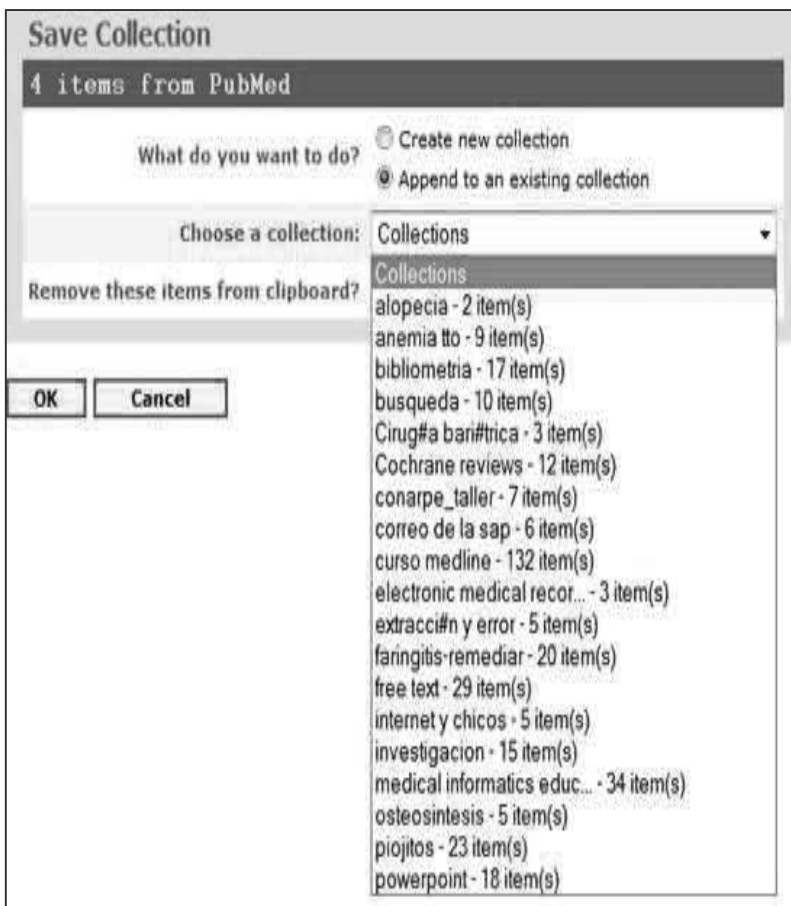 Save Collection
4 items from PubMed
What do you want to do?
Create new collection
Append to an existing collection
Choose a collection:
Collections
Remove these items from clipboard?
Collections
alopecia - 2 item(s)
anemia tto - 9 item(s)
bibliometria - 17 item(s)
busqueda - 10 item(s)
Cirug#a bari#trica - 3 item(s)
Cochrane reviews - 12 item(s)
conarpe_taller - 7 item(s)
correo de la sap - 6 item(s)
curso medline - 132 item(s)
electronic medical recor... - 3 item(s)
extracci#n y error - 5 item(s)
faringitis-remediar - 20 item(s)
free text - 29 item(s)
internet y chicos - 5 item(s)
investigacion - 15 item(s)
medical informatics educ... - 34 item(s)
osteosintesis - 5 item(s)
piojitos - 23 item(s)
powerpoint - 18 item(s)
OK
Cancel